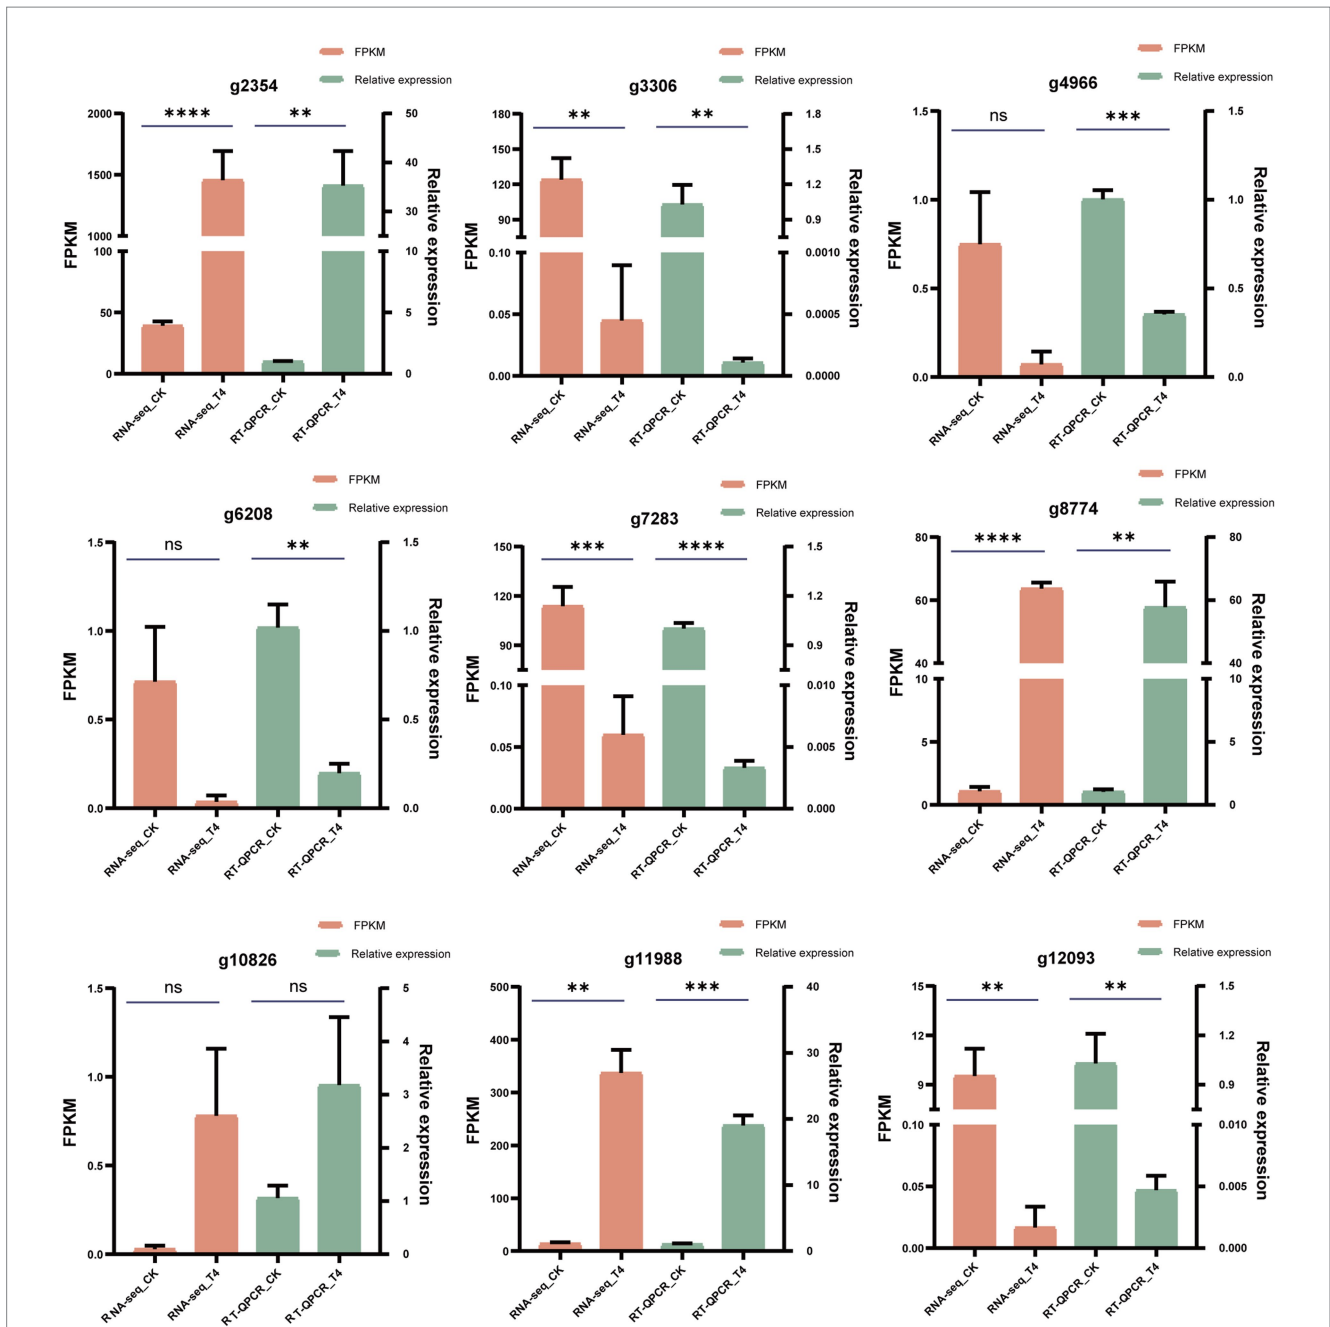 FPKM
Relative expression
g2354
**** **
2000
1500
1000
100
50
0
50
40
30
20
10
5
0
FPKM
Relative expression
RNA-seq_CK
RNA-seq_T4
RT-QPCR_CK
RT-QPCR_T4
FPKM
Relative expression
g3306
** **
180
150
120
90
0.10
0.05
0.00
1.8
1.5
1.2
0.9
0.0010
0.0005
0.0000
FPKM
Relative expression
RNA-seq_CK
RNA-seq_T4
RT-QPCR_CK
RT-QPCR_T4
FPKM
Relative expression
g4966
ns ***
1.5
1.0
0.5
0.0
1.5
1.0
0.5
0.0
FPKM
Relative expression
RNA-seq_CK
RNA-seq_T4
RT-QPCR_CK
RT-QPCR_T4
FPKM
Relative expression
g6208
ns **
1.5
1.0
0.5
0.0
1.5
1.0
0.5
0.0
FPKM
Relative expression
RNA-seq_CK
RNA-seq_T4
RT-QPCR_CK
RT-QPCR_T4
FPKM
Relative expression
g7283
*** ****
150
120
90
0.10
0.05
0.00
1.5
1.2
0.9
0.010
0.005
0.000
FPKM
Relative expression
RNA-seq_CK
RNA-seq_T4
RT-QPCR_CK
RT-QPCR_T4
FPKM
Relative expression
g8774
**** **
80
60
40
10
5
0
80
60
40
10
5
0
FPKM
Relative expression
RNA-seq_CK
RNA-seq_T4
RT-QPCR_CK
RT-QPCR_T4
FPKM
Relative expression
g10826
ns ns
1.5
1.0
0.5
0.0
5
4
3
2
1
0
FPKM
Relative expression
RNA-seq_CK
RNA-seq_T4
RT-QPCR_CK
RT-QPCR_T4
FPKM
Relative expression
g11988
** ***
500
400
300
200
100
0
40
30
20
10
0
FPKM
Relative expression
RNA-seq_CK
RNA-seq_T4
RT-QPCR_CK
RT-QPCR_T4
FPKM
Relative expression
g12093
** **
15
12
9
0.10
0.05
0.00
1.5
1.2
0.9
0.010
0.005
0.000
FPKM
Relative expression
RNA-seq_CK
RNA-seq_T4
RT-QPCR_CK
RT-QPCR_T4